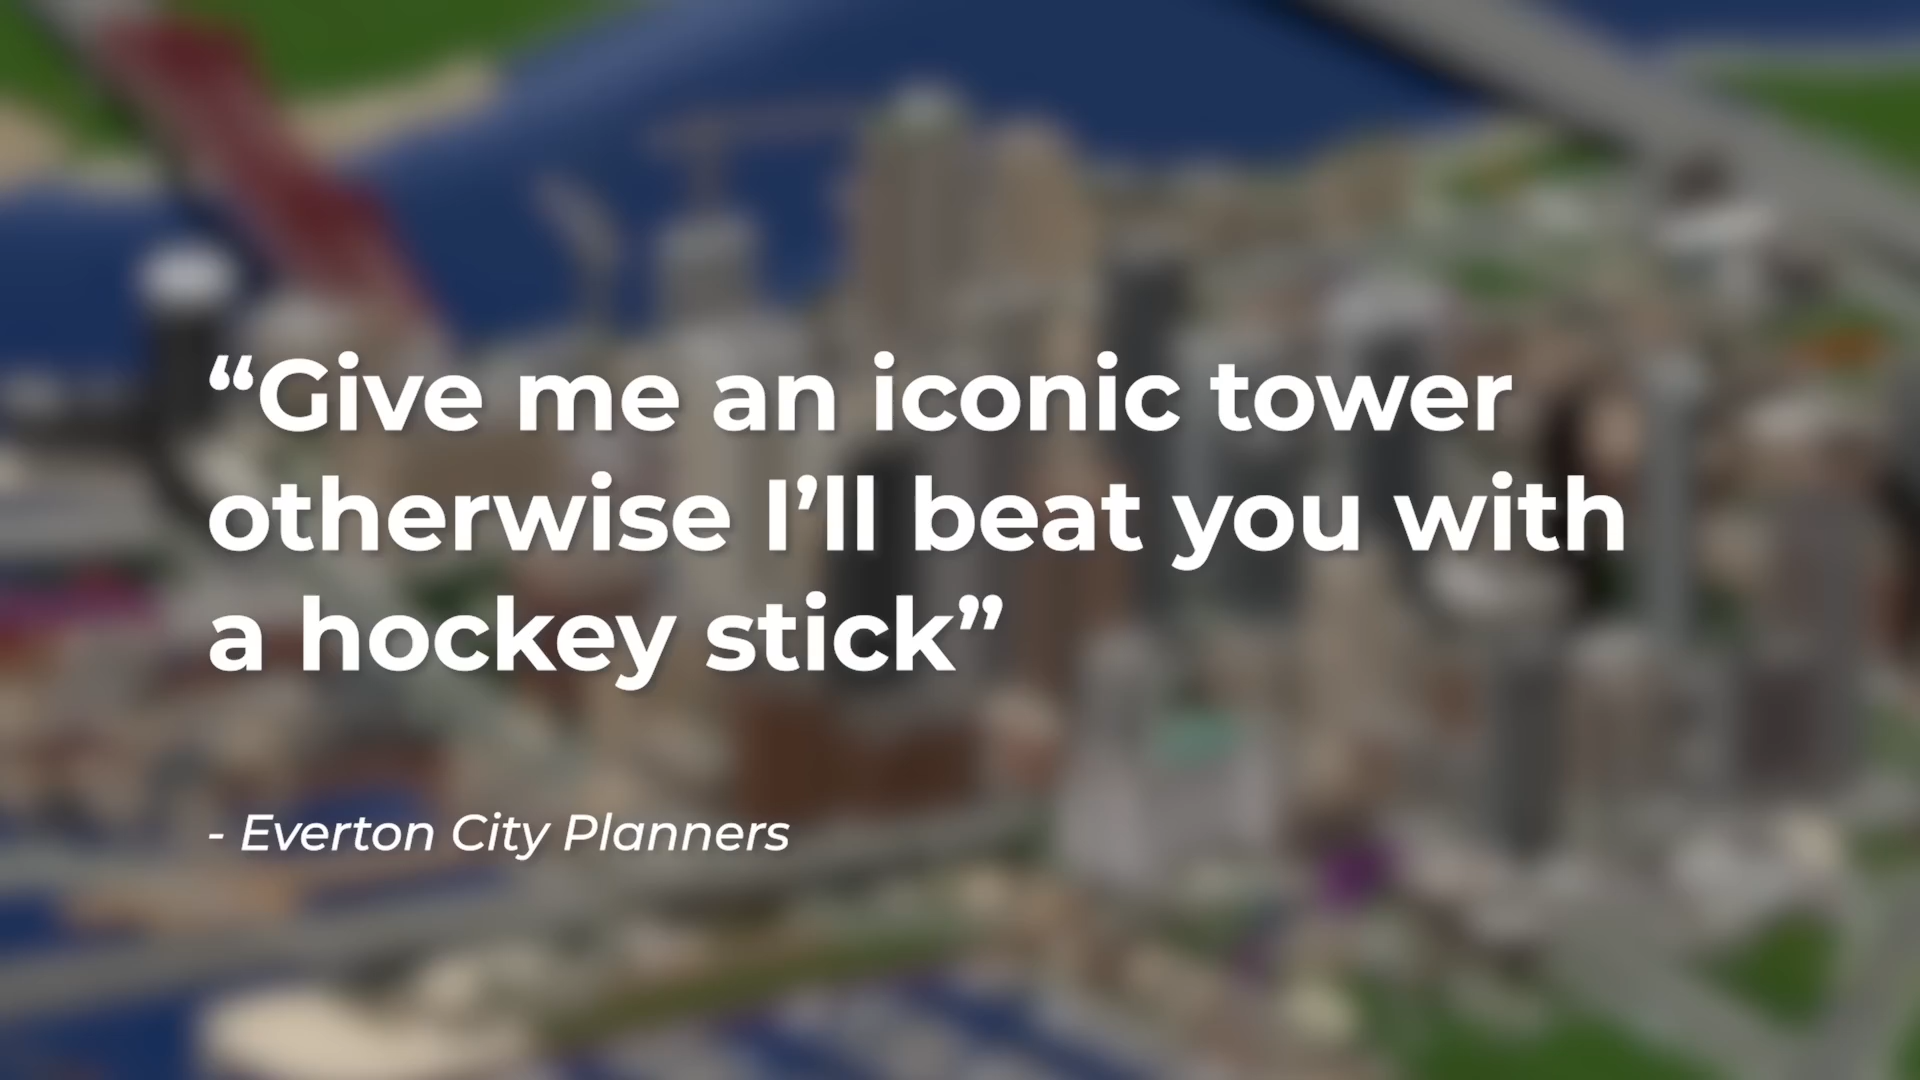 “Give me an iconic tower
otherwise I’ll beat you with
a hockey stick”
- Everton City Planners